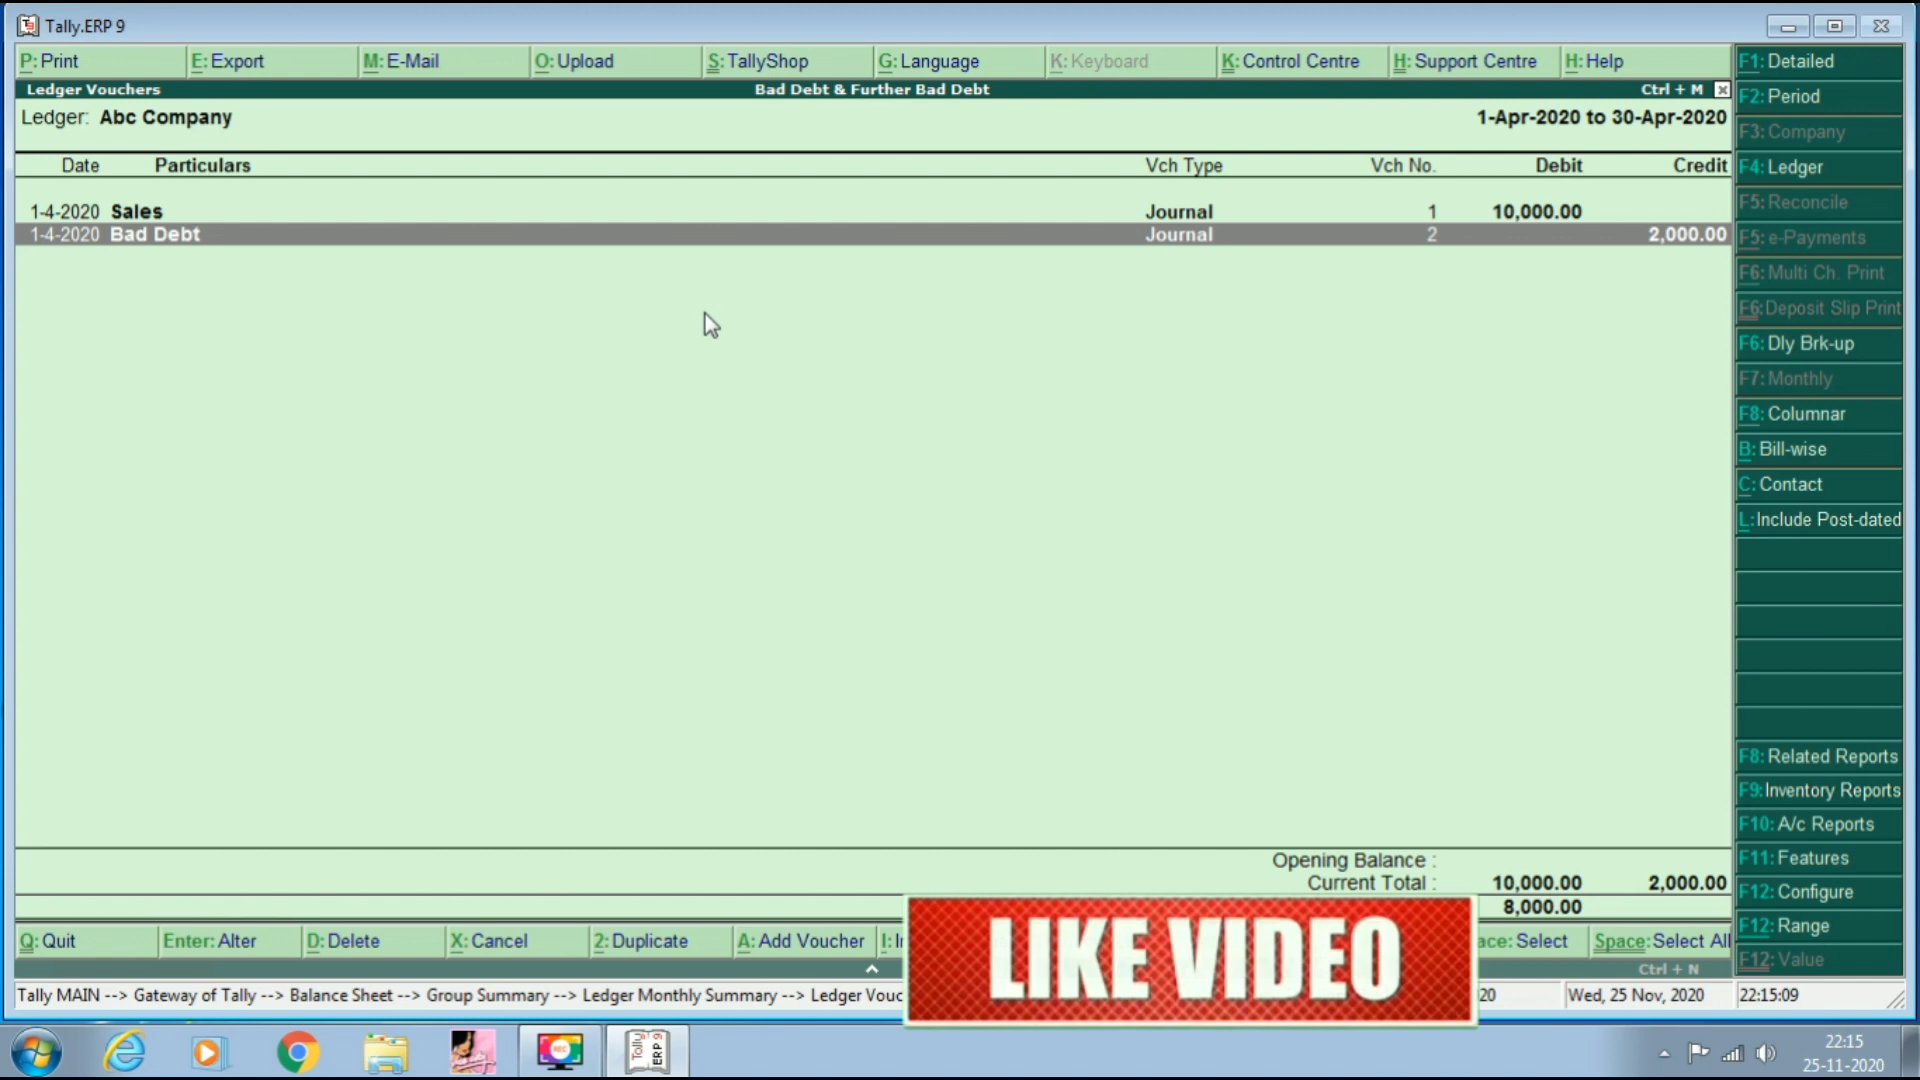 Tally.ERP 9
P: Print E: Export M: E-Mail O: Upload S: TallyShop G: Language K: Keyboard K: Control Centre H: Support Centre H: Help
Ledger Vouchers Bad Debt & Further Bad Debt Ctrl + M
Ledger: Abc Company 1-Apr-2020 to 30-Apr-2020
Date Particulars Vch Type Vch No. Debit Credit
1-4-2020 Sales Journal 1 10,000.00
1-4-2020 Bad Debt Journal 2 2,000.00
Opening Balance :
Current Total : 10,000.00 2,000.00
8,000.00
Q: Quit Enter: Alter D: Delete X: Cancel 2: Duplicate A: Add Voucher ace: Select Space: Select All
Ctrl + N
Tally MAIN --> Gateway of Tally --> Balance Sheet --> Group Summary --> Ledger Monthly Summary --> Ledger Vouc 20 Wed, 25 Nov, 2020 22:15:09
LIKE VIDEO
F1: Detailed
F2: Period
F3: Company
F4: Ledger
F5: Reconcile
F5: e-Payments
F6: Multi Ch. Print
F6: Deposit Slip Print
F6: Dly Brk-up
F7: Monthly
F8: Columnar
B: Bill-wise
C: Contact
L: Include Post-dated
F8: Related Reports
F9: Inventory Reports
F10: A/c Reports
F11: Features
F12: Configure
F12: Range
F12: Value
Tally
ERP 9
22:15
25-11-2020